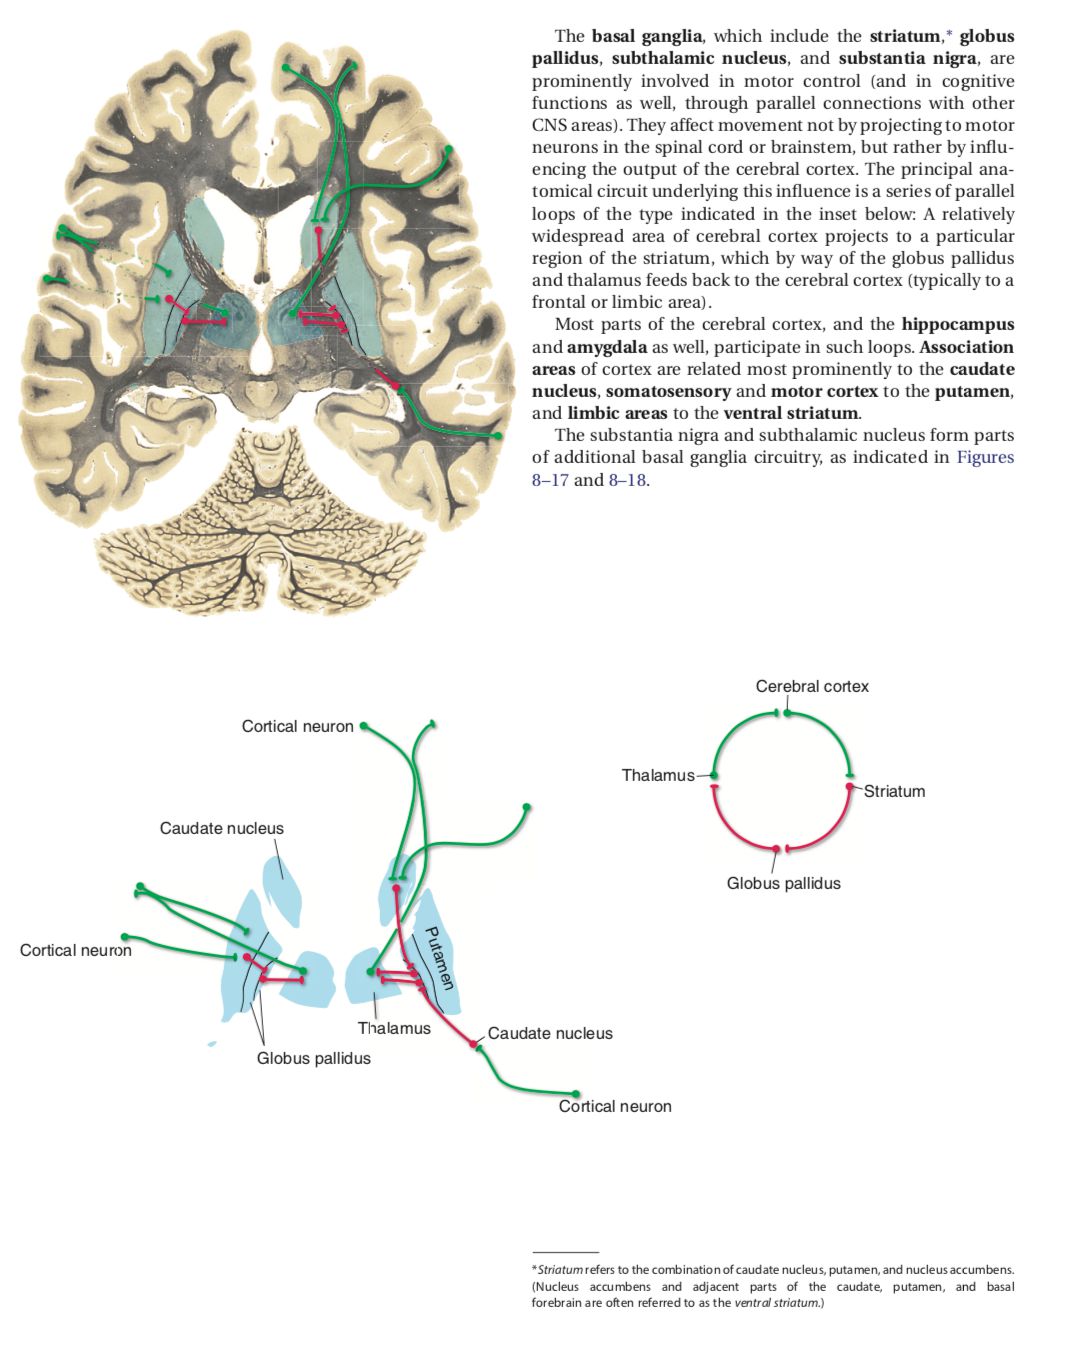 The basal ganglia, which include the striatum,* globus
pallidus, subthalamic nucleus, and substantia nigra, are
prominently involved in motor control (and in cognitive
functions as well, through parallel connections with other
CNS areas). They affect movement not by projecting to motor
neurons in the spinal cord or brainstem, but rather by influ-
encing the output of the cerebral cortex. The principal ana-
tomical circuit underlying this influence is a series of parallel
loops of the type indicated in the inset below: A relatively
widespread area of cerebral cortex projects to a particular
region of the striatum, which by way of the globus pallidus
and thalamus feeds back to the cerebral cortex (typically to a
frontal or limbic area).
Most parts of the cerebral cortex, and the hippocampus
and amygdala as well, participate in such loops. Association
areas of cortex are related most prominently to the caudate
nucleus, somatosensory and motor cortex to the putamen,
and limbic areas to the ventral striatum.
The substantia nigra and subthalamic nucleus form parts
of additional basal ganglia circuitry, as indicated in Figures
8–17 and 8–18.
Cortical neuron
Caudate nucleus
Cortical neuron
Putamen
Thalamus
Globus pallidus
Caudate nucleus
Cortical neuron
Cerebral cortex
Thalamus
Striatum
Globus pallidus
*Striatum refers to the combination of caudate nucleus, putamen, and nucleus accumbens.
(Nucleus accumbens and adjacent parts of the caudate, putamen, and basal
forebrain are often referred to as the ventral striatum.)